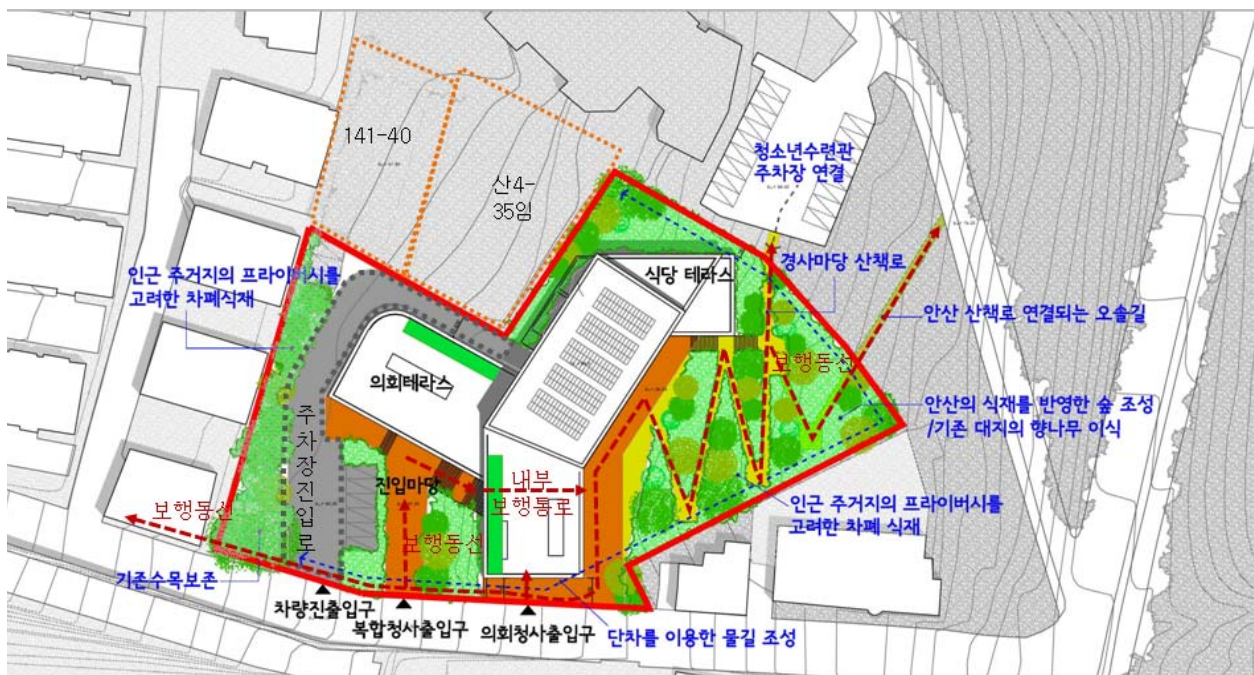 141-40
산4-
35임
청소년수련관
주차장 연결
인근 주거지의 프라이버시를
고려한 차폐식재
식당 테라스
경사마당 산책로
안산 산책로 연결되는 오솔길
보행동선
의회테라스
안산의 식재를 반영한 숲 조성
/기존 대지의 향나무 이식
주차장진입로
진입마당
내부
보행통로
인근 주거지의 프라이버시를
고려한 차폐 식재
보행동선
보행동선
기존수목보존
차량진출입구
복합청사출입구
의회청사출입구
단차를 이용한 물길 조성